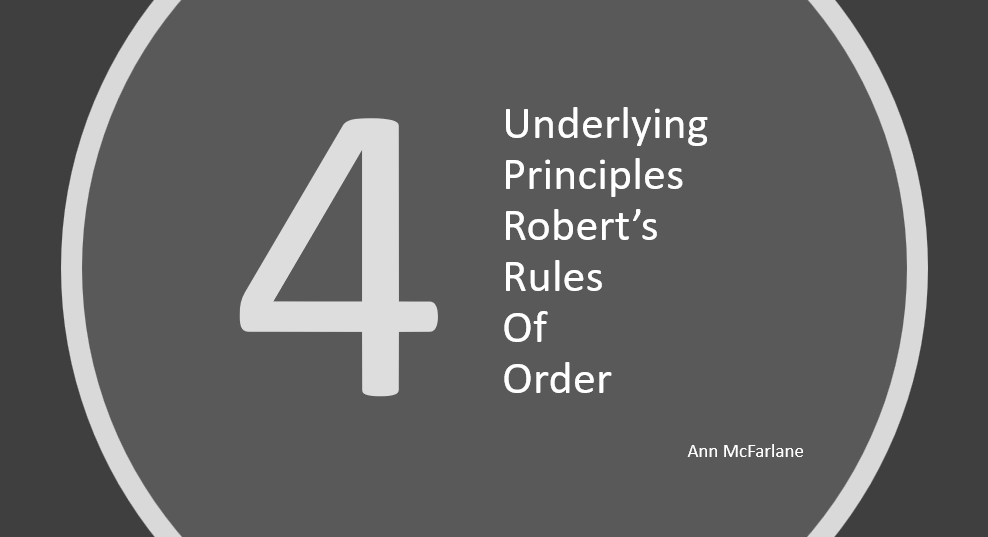 4
Underlying
Principles
Robert’s
Rules
Of
Order
Ann McFarlane